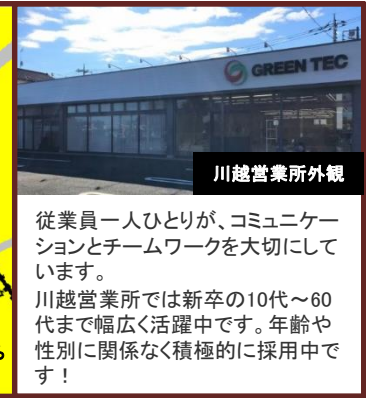 GREEN TEC
川越営業所外観
従業員一人ひとりが、コミュニケー
ションとチームワークを大切にして
います。
川越営業所では新卒の10代~60
代まで幅広く活躍中です。年齢や
性別に関係なく積極的に採用中で
す！
。